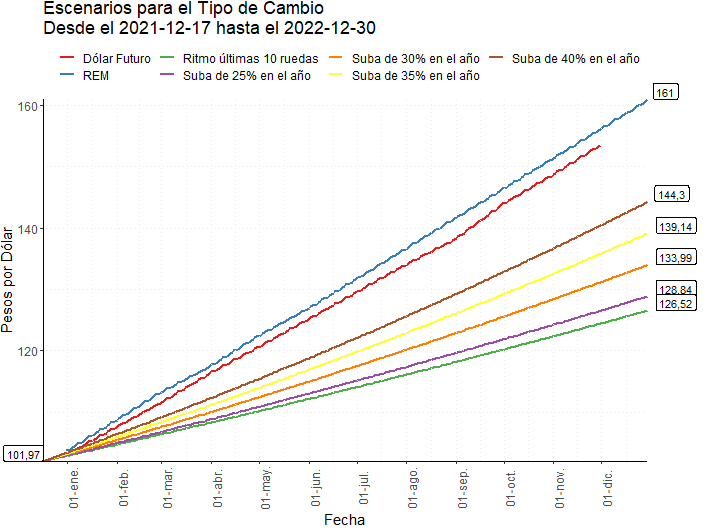 Escenarios para el Tipo de Cambio
Desde el 2021-12-17 hasta el 2022-12-30
Dólar Futuro Ritmo últimas 10 ruedas Suba de 30% en el año Suba de 40% en el año
REM Suba de 25% en el año Suba de 35% en el año
Pesos por Dólar
160
140
120
101,97
161
144,3
139,14
133,99
128,84
126,52
01-ene.
01-feb.
01-mar.
01-abr.
01-may.
01-jun.
01-jul.
01-ago.
01-sep.
01-oct.
01-nov.
01-dic.
Fecha